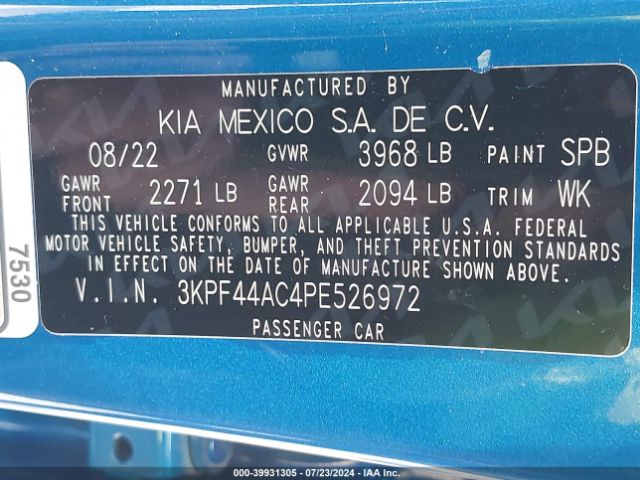 MANUFACTURED BY
KIA MEXICO S.A. DE C.V.
08/22 GVWR 3968 LB PAINT SPB
GAWR FRONT 2271 LB GAWR REAR 2094 LB TRIM WK
THIS VEHICLE CONFORMS TO ALL APPLICABLE U.S.A. FEDERAL
MOTOR VEHICLE SAFETY, BUMPER, AND THEFT PREVENTION STANDARDS
IN EFFECT ON THE DATE OF MANUFACTURE SHOWN ABOVE.
V.I.N. 3KPF44AC4PE526972
PASSENGER CAR
7530
000-39931305 - 07/23/2024 - IAA Inc.